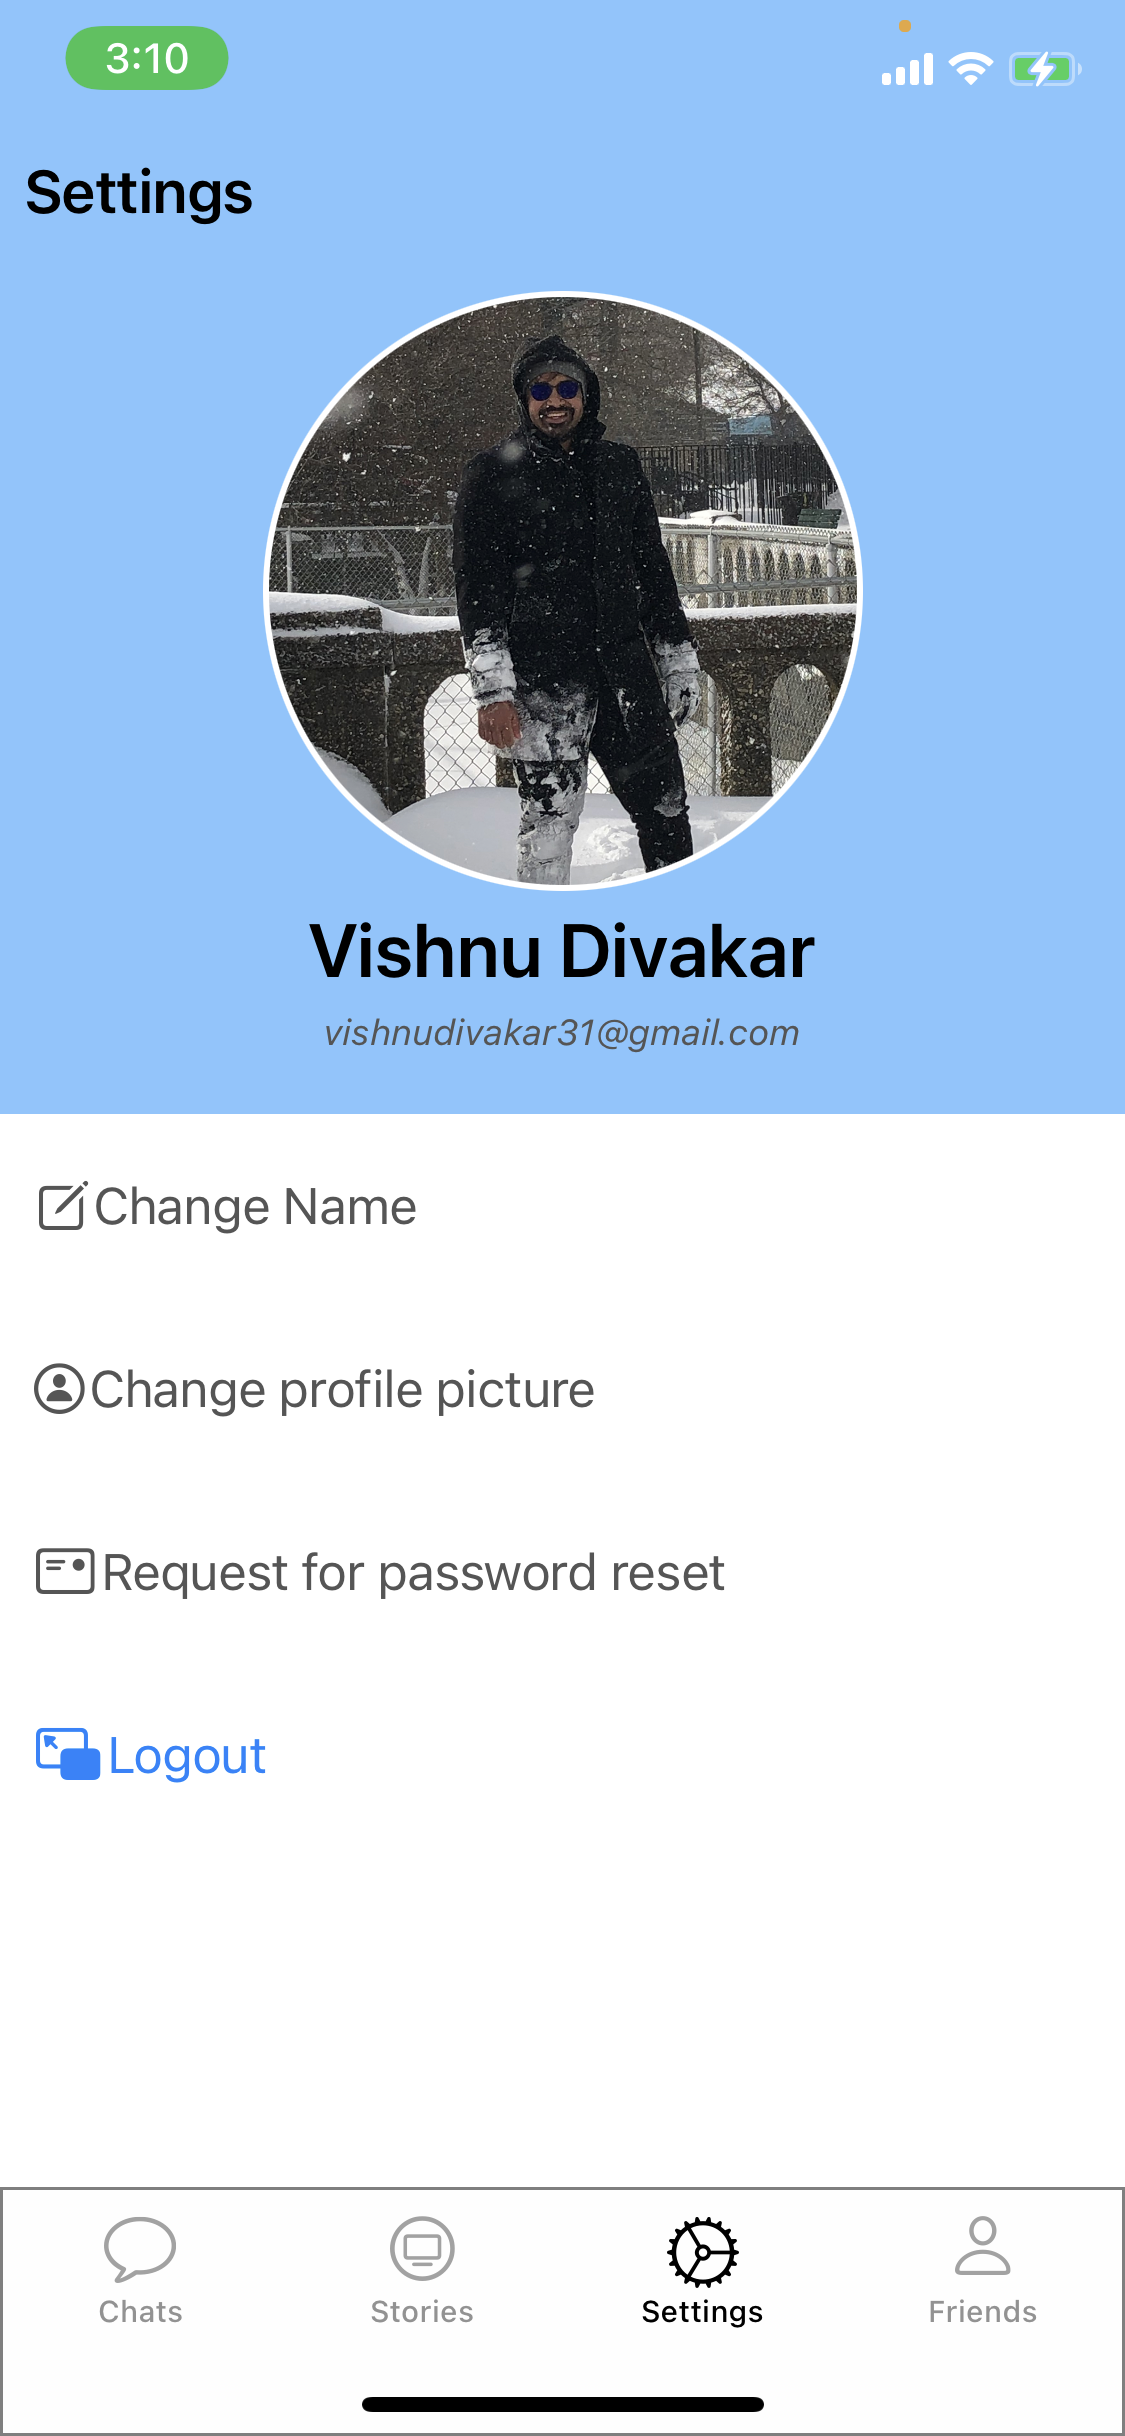 3:10
Settings
Vishnu Divakar
vishnudivakar31@gmail.com
Change Name
Change profile picture
Request for password reset
Logout
Chats
Stories
Settings
Friends